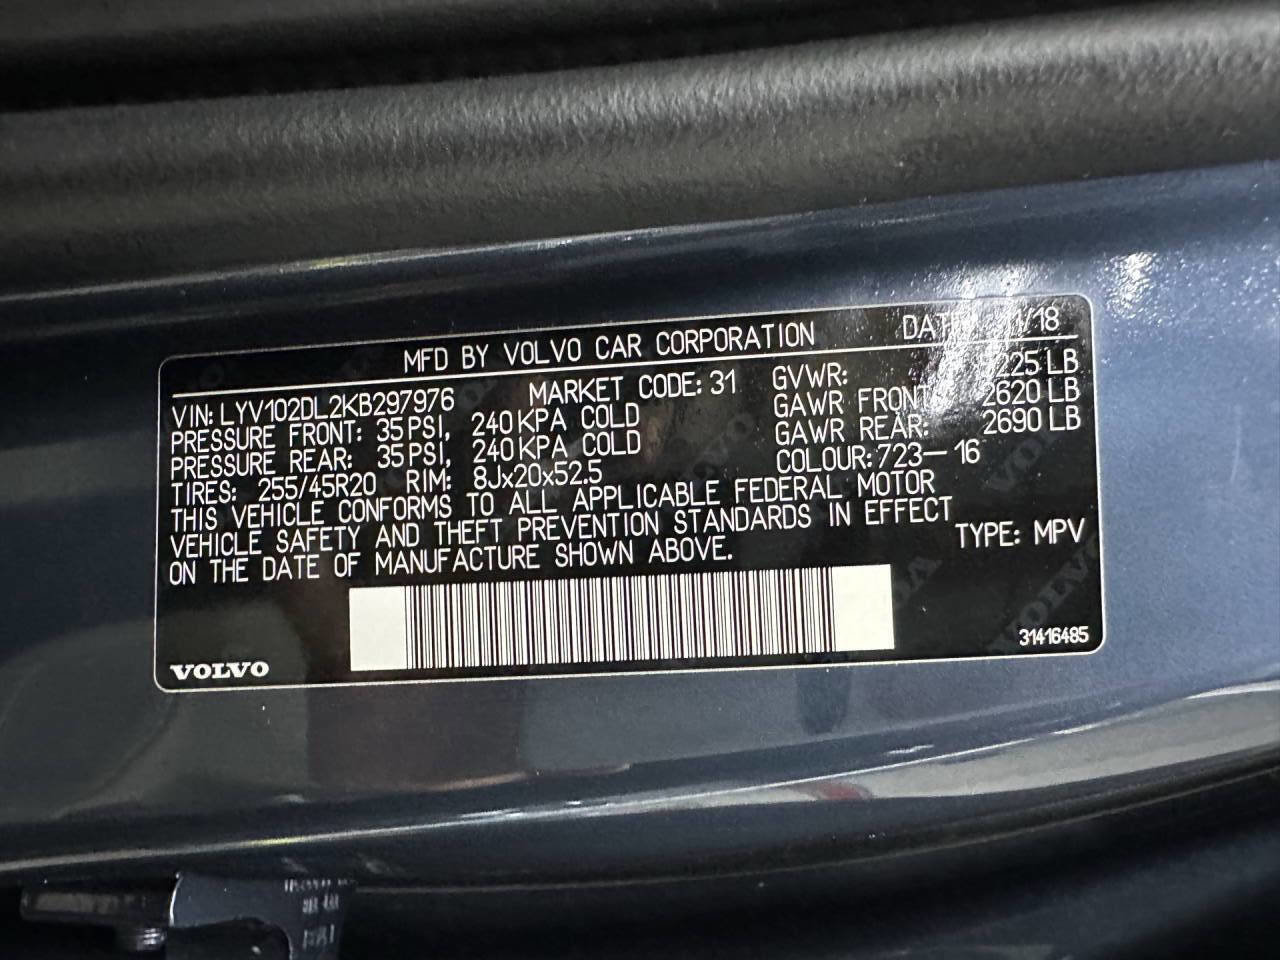 MFD BY VOLVO CAR CORPORATION
VIN: LYV102DL2KB297976 MARKET CODE: 31 GVWR: 225 LB
PRESSURE FRONT: 35 PSI, 240 KPA COLD GAWR FRONT: 2620 LB
PRESSURE REAR: 35 PSI, 240 KPA COLD GAWR REAR: 2690 LB
TIRES: 255/45R20 RIM: 8Jx20x52.5 COLOUR: 723-16
THIS VEHICLE CONFORMS TO ALL APPLICABLE FEDERAL MOTOR
VEHICLE SAFETY AND THEFT PREVENTION STANDARDS IN EFFECT
ON THE DATE OF MANUFACTURE SHOWN ABOVE. TYPE: MPV
VOLVO 31416485